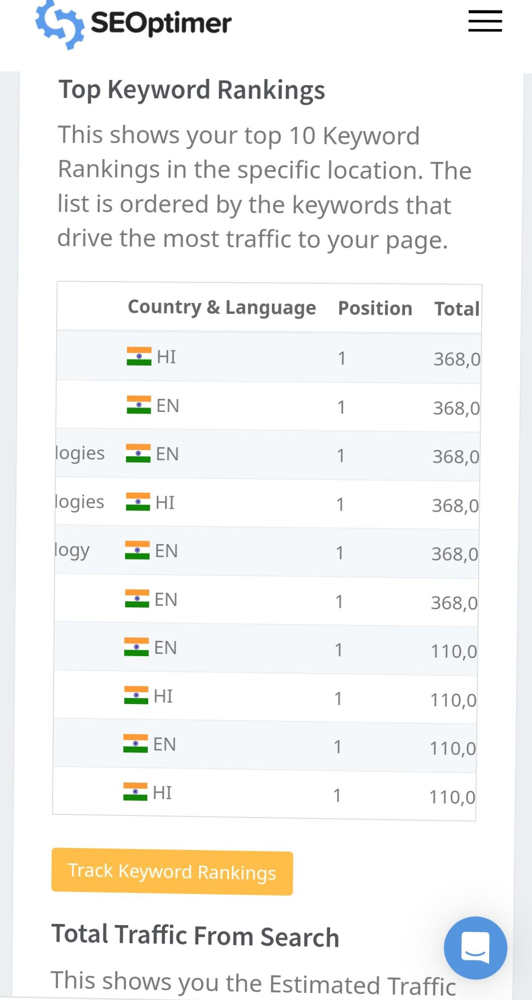 SEOptimer
Top Keyword Rankings
This shows your top 10 Keyword
Rankings in the specific location. The
list is ordered by the keywords that
drive the most traffic to your page.
Country & Language Position Total
HI 1 368,0
EN 1 368,0
logies EN 1 368,0
logies HI 1 368,0
logy EN 1 368,0
EN 1 368,0
EN 1 110,0
HI 1 110,0
EN 1 110,0
HI 1 110,0
Track Keyword Rankings
Total Traffic From Search
This shows you the Estimated Traffic